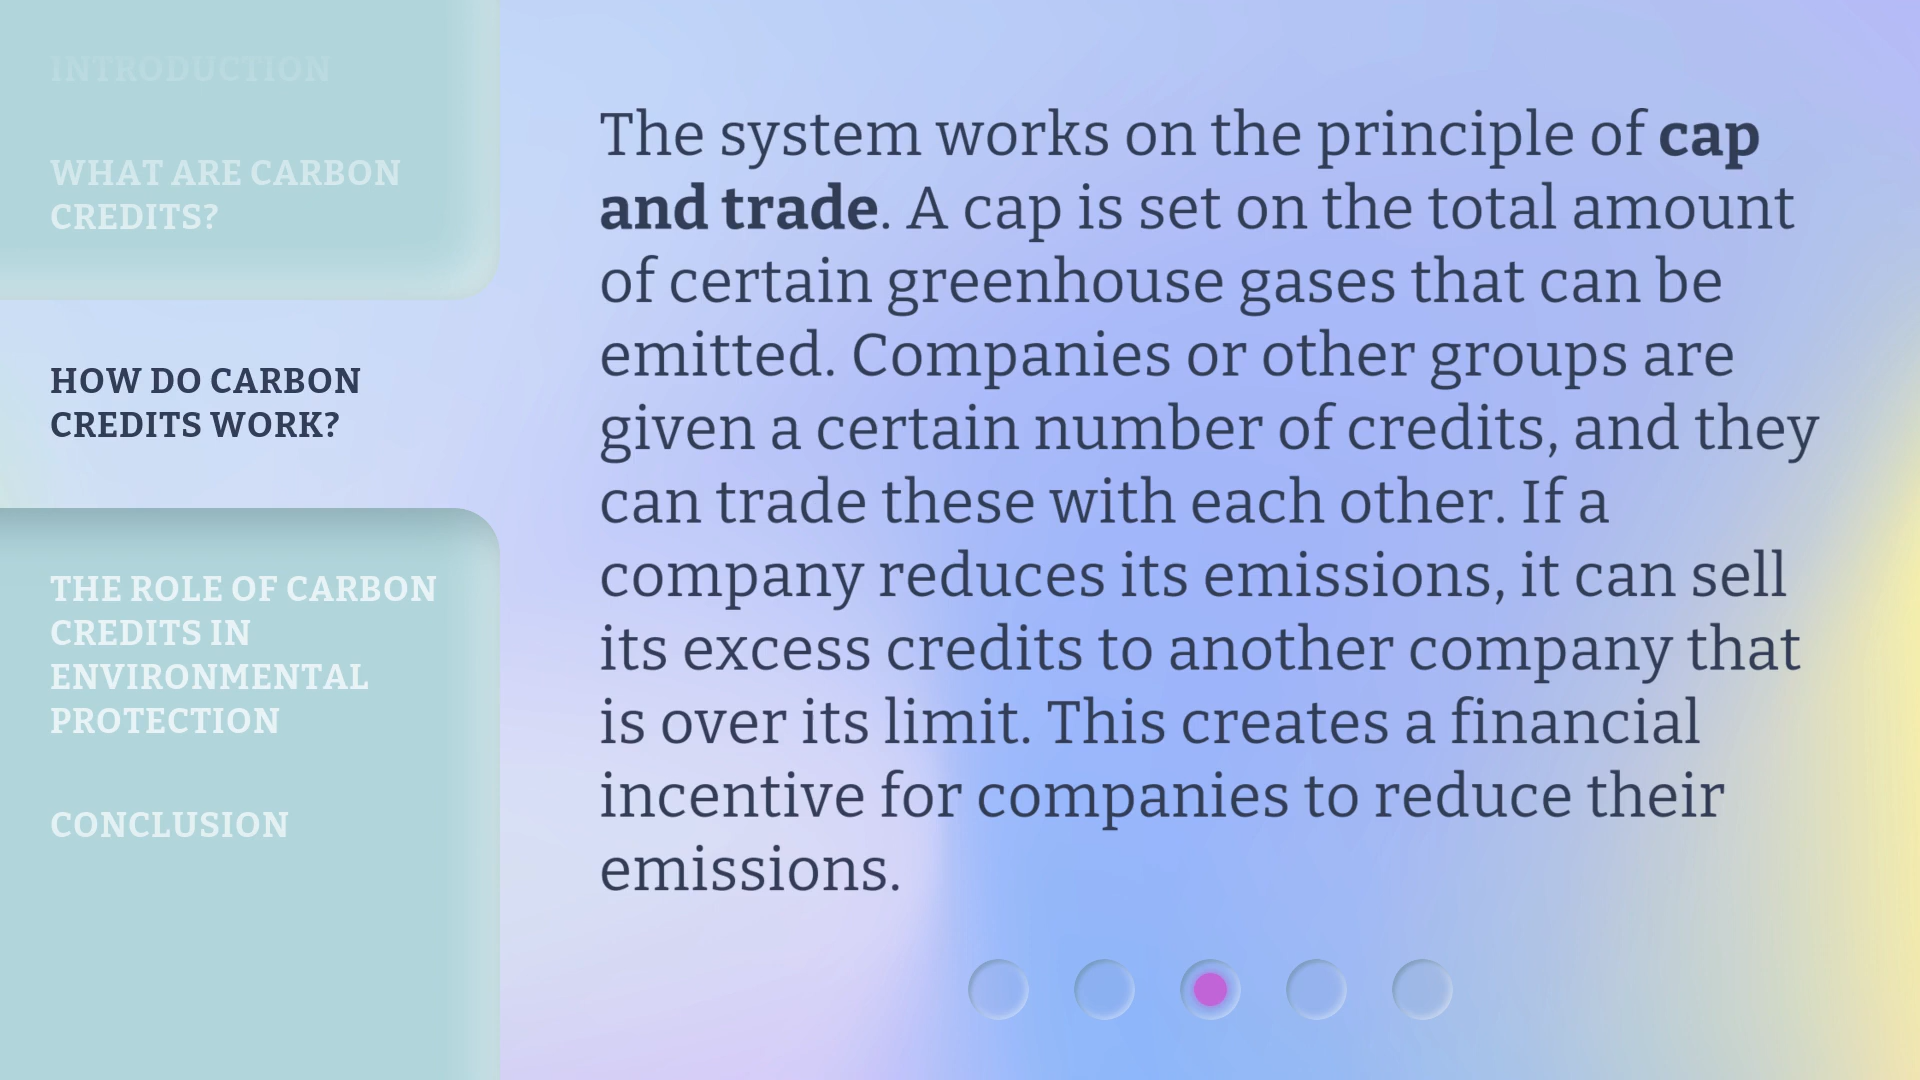 INTRODUCTION
WHAT ARE CARBON
CREDITS?
HOW DO CARBON
CREDITS WORK?
THE ROLE OF CARBON
CREDITS IN
ENVIRONMENTAL
PROTECTION
CONCLUSION
The system works on the principle of cap
and trade. A cap is set on the total amount
of certain greenhouse gases that can be
emitted. Companies or other groups are
given a certain number of credits, and they
can trade these with each other. If a
company reduces its emissions, it can sell
its excess credits to another company that
is over its limit. This creates a financial
incentive for companies to reduce their
emissions.